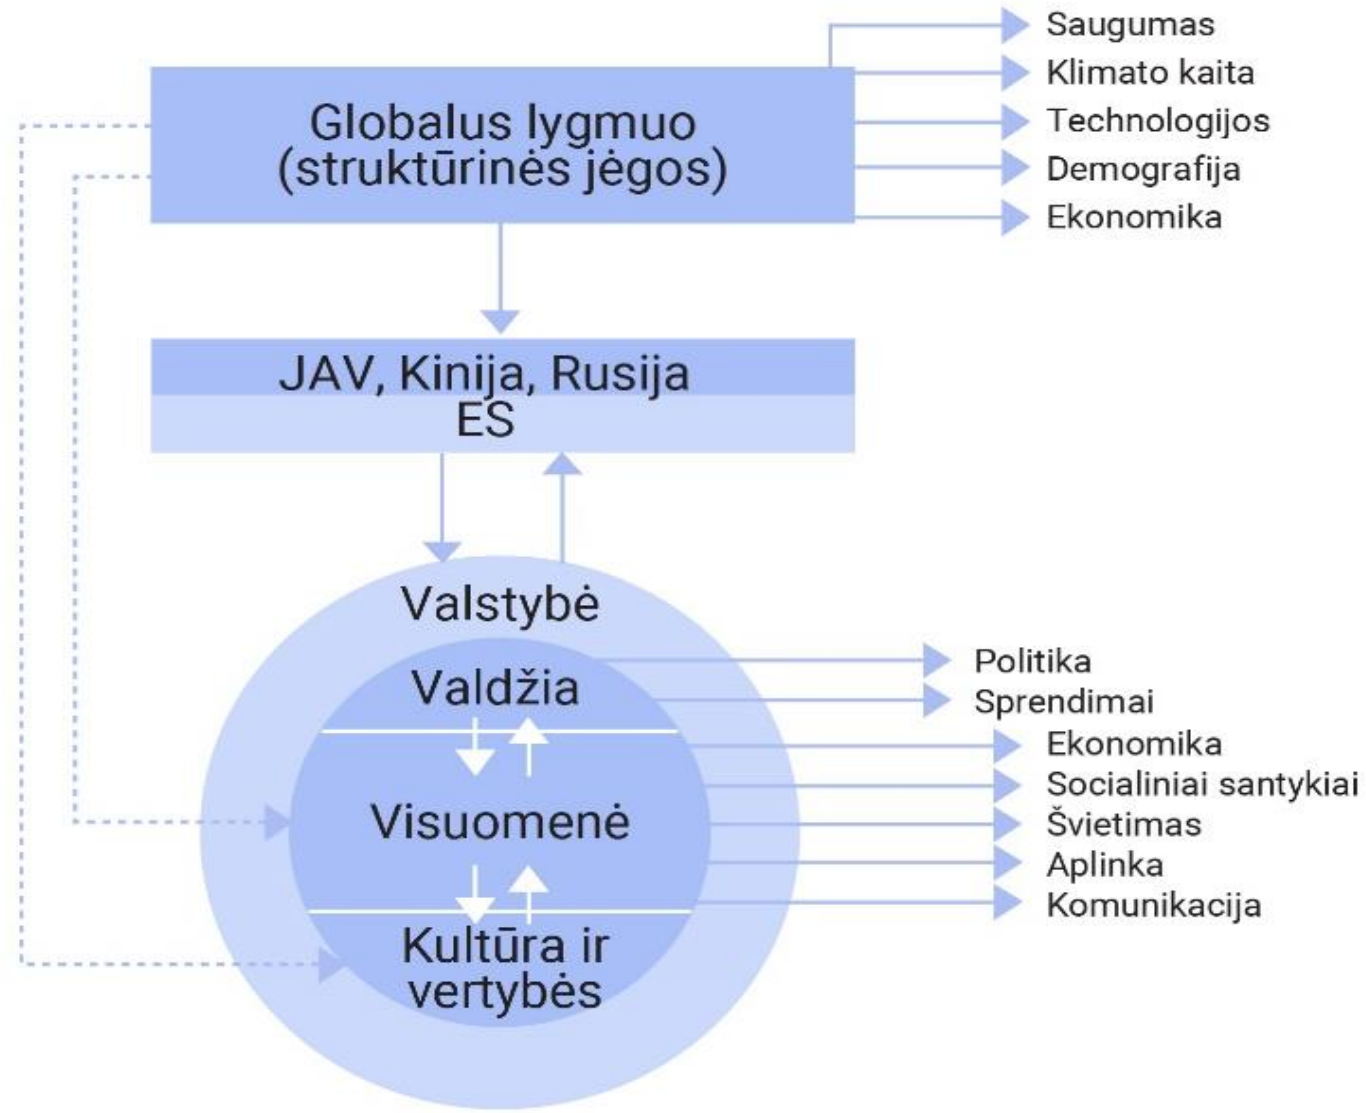 Saugumas
Klimato kaita
Technologijos
Demografija
Ekonomika
Globalus lygmuo
(struktūrinės jėgos)
JAV, Kinija, Rusija
ES
Valstybė
Valdžia
Visuomenė
Kultūra ir
vertybės
Politika
Sprendimai
Ekonomika
Socialiniai santykiai
Švietimas
Aplinka
Komunikacija